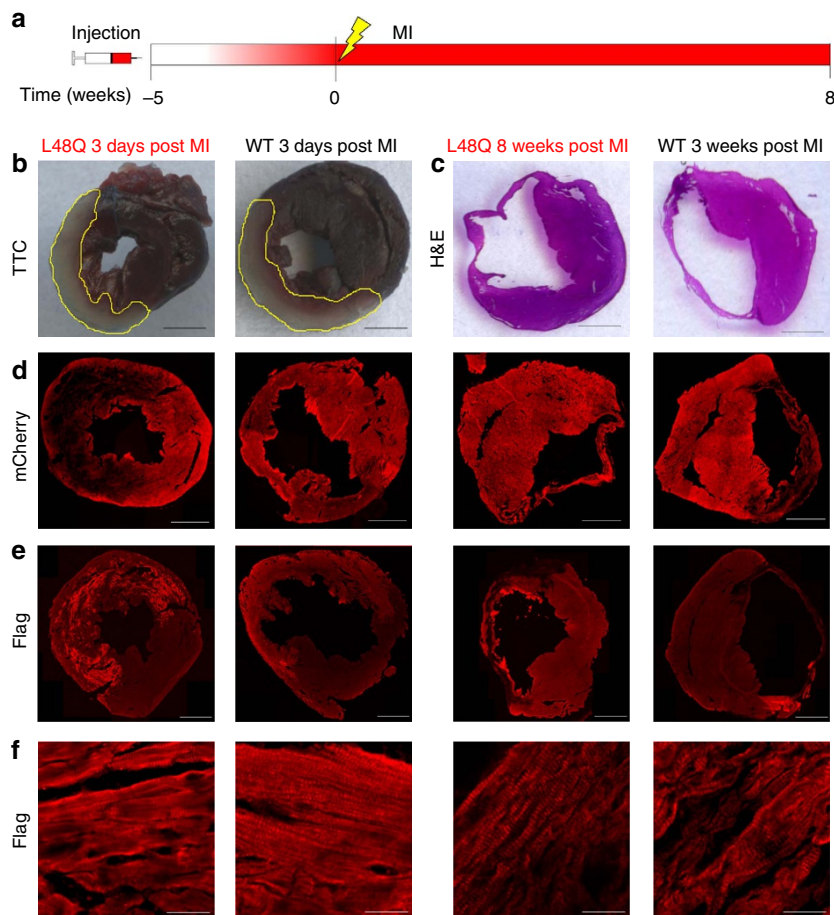 a
Injection
MI
Time (weeks) –5 0 8
L48Q 3 days post MI WT 3 days post MI L48Q 8 weeks post MI WT 3 weeks post MI
b
c
TTC
H&E
d
mCherry
e
Flag
f
Flag